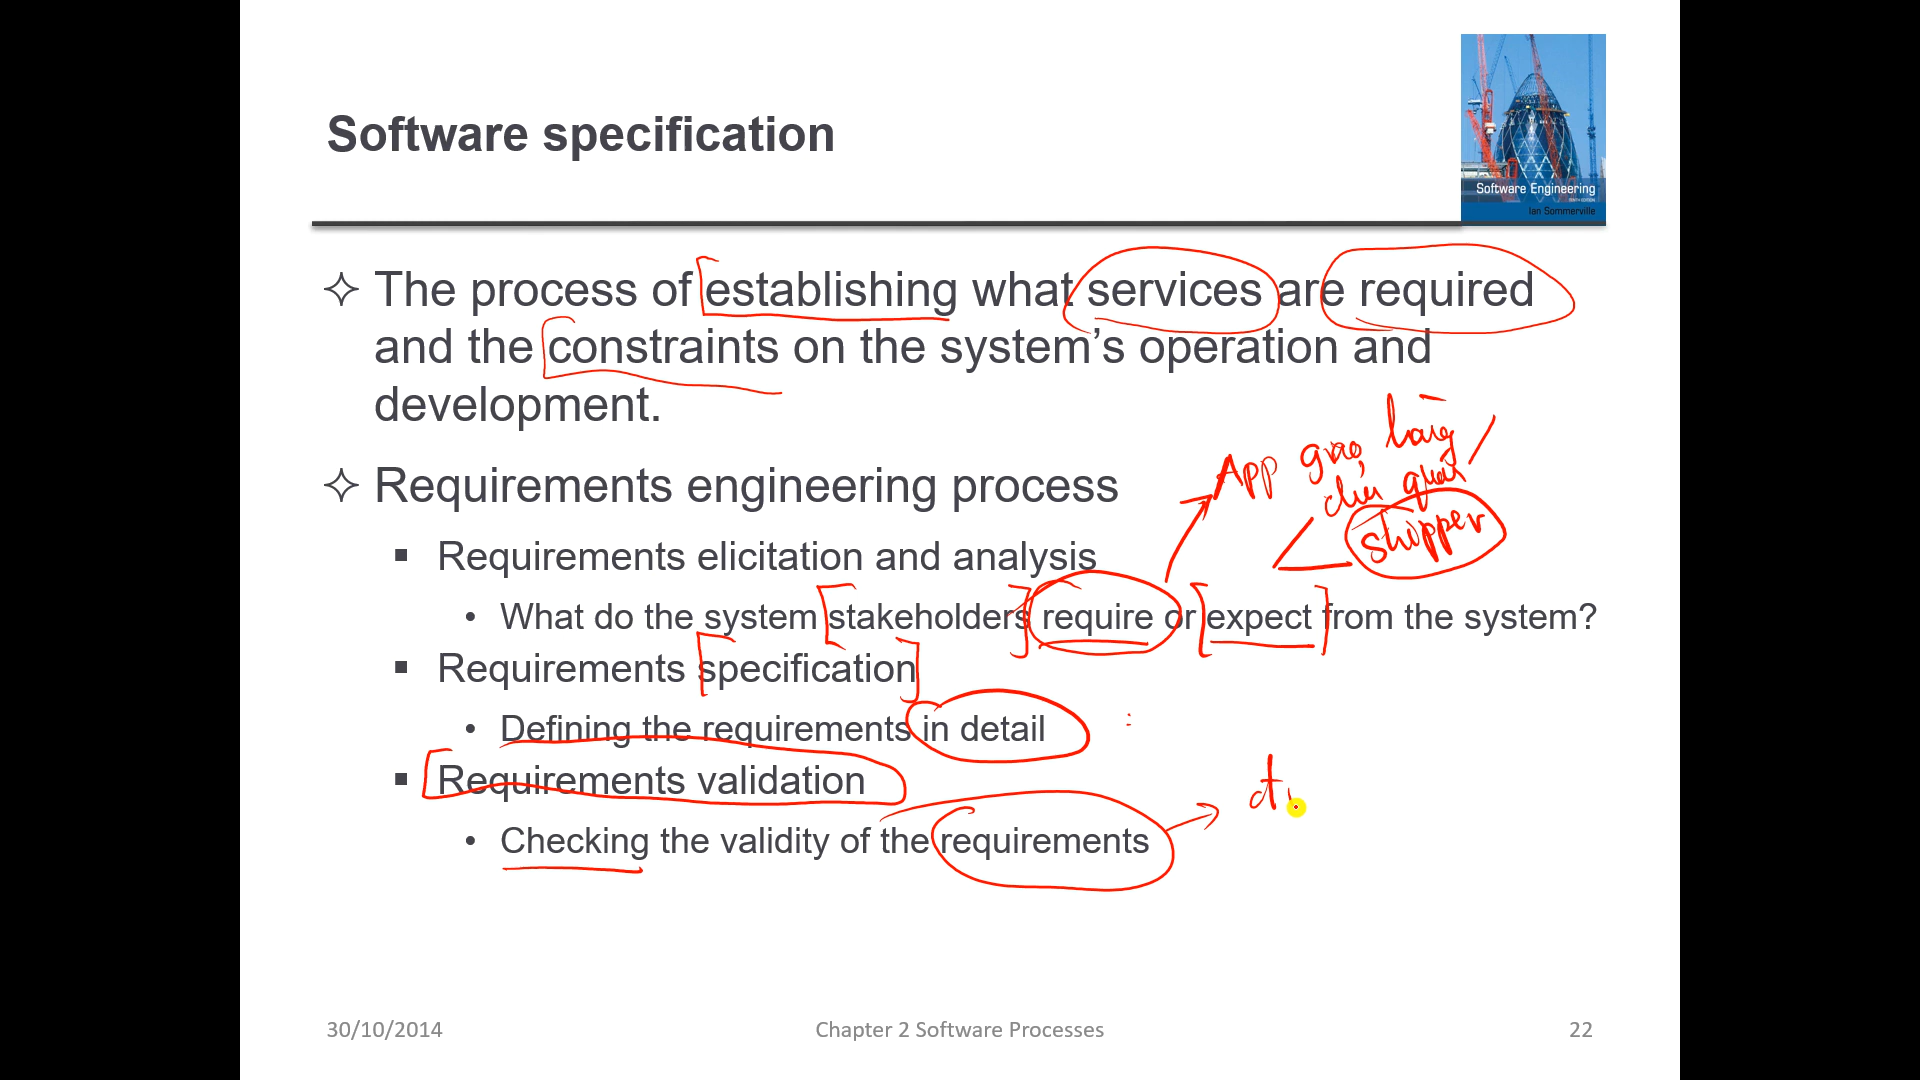 Software specification
Software Engineering
Ian Sommerville
✧ The process of establishing what services are required
and the constraints on the system’s operation and
development.
✧ Requirements engineering process
App giao hàng
chủ quán
shipper
▪ Requirements elicitation and analysis
• What do the system stakeholders require or expect from the system?
▪ Requirements specification
• Defining the requirements in detail
▪ Requirements validation
• Checking the validity of the requirements
30/10/2014 Chapter 2 Software Processes 22